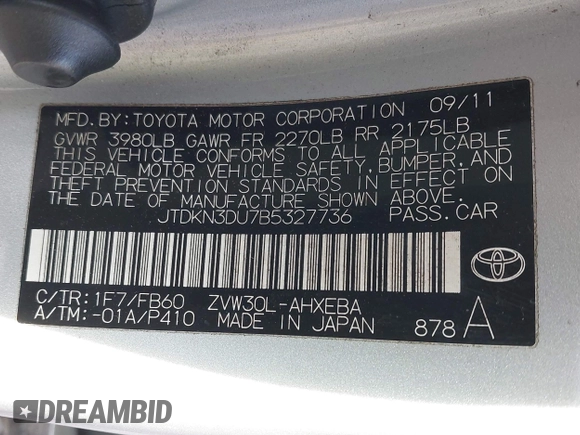 MFD.BY: TOYOTA MOTOR CORPORATION 09/11
GVWR 3980LB GAWR FR 2270LB RR 2175LB
THIS VEHICLE CONFORMS TO ALL APPLICABLE
FEDERAL MOTOR VEHICLE SAFETY,BUMPER,AND
THEFT PREVENTION STANDARDS IN EFFECT ON
THE DATE OF MANUFACTURE SHOWN ABOVE.
JTDKN3DU7B5327736 PASS.CAR
C/TR: 1F7/FB60 ZVW30L-AHXEBA
A/TM:-01A/P410 MADE IN JAPAN 878 A
DREAMBID